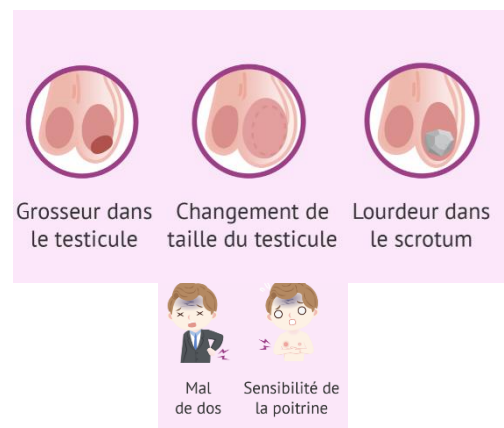 Grosseur dans
le testicule
Changement de
taille du testicule
Lourdeur dans
le scrotum
Mal
de dos
Sensibilité de
la poitrine